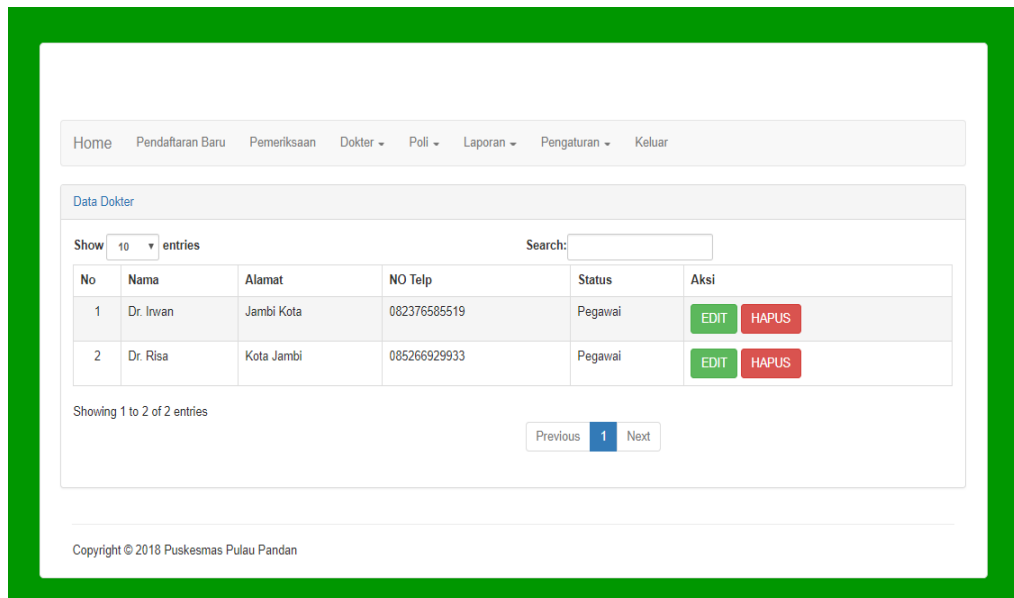 Home Pendaftaran Baru Pemeriksaan Dokter Poli Laporan Pengaturan Keluar
Data Dokter
Show 10 entries Search:
No Nama Alamat NO Telp Status Aksi
1 Dr. Irwan Jambi Kota 082376585519 Pegawai EDIT HAPUS
2 Dr. Risa Kota Jambi 085266929933 Pegawai EDIT HAPUS
Showing 1 to 2 of 2 entries
Previous 1 Next
Copyright © 2018 Puskesmas Pulau Pandan